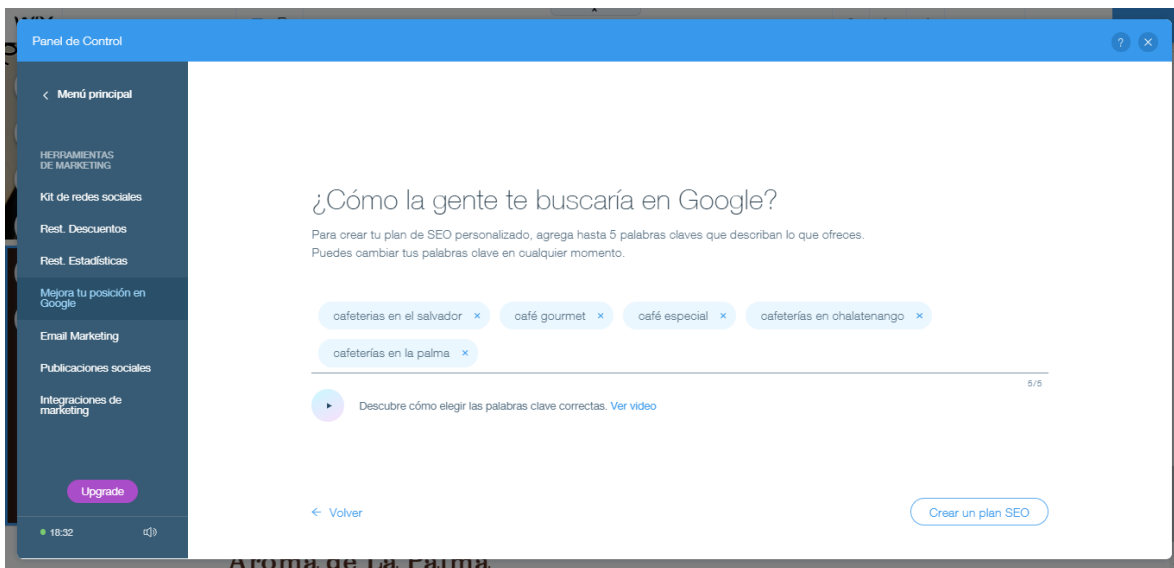 Panel de Control
?
Menú principal
HERRAMIENTAS
DE MARKETING
Kit de redes sociales
Rest. Descuentos
Rest. Estadísticas
Mejora tu posición en
Google
Email Marketing
Publicaciones sociales
Integraciones de
marketing
Upgrade
18:32
¿Cómo la gente te buscaría en Google?
Para crear tu plan de SEO personalizado, agrega hasta 5 palabras claves que describan lo que ofreces.
Puedes cambiar tus palabras clave en cualquier momento.
cafeterias en el salvador × café gourmet × café especial × cafeterías en chalatenango ×
cafeterías en la palma ×
5/5
Descubre cómo elegir las palabras clave correctas. Ver video
← Volver
Crear un plan SEO
Aroma de La Palma